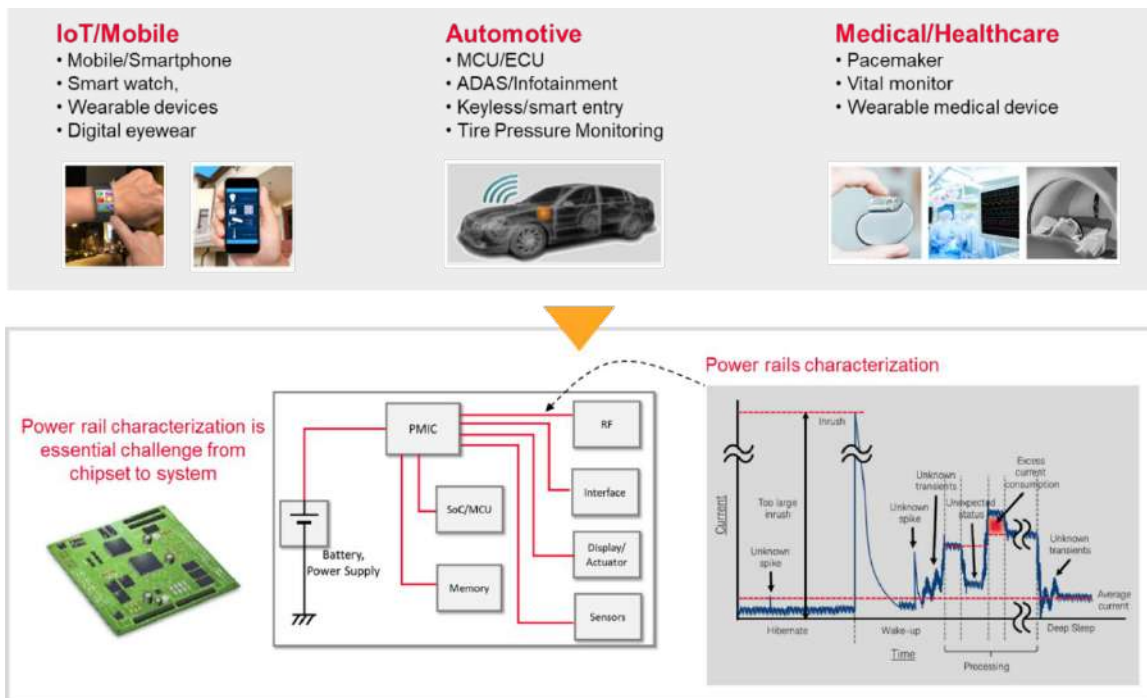 IoT/Mobile
• Mobile/Smartphone
• Smart watch,
• Wearable devices
• Digital eyewear
Automotive
• MCU/ECU
• ADAS/Infotainment
• Keyless/smart entry
• Tire Pressure Monitoring
Medical/Healthcare
• Pacemaker
• Vital monitor
• Wearable medical device
Power rail characterization is
essential challenge from
chipset to system
PMIC
RF
Interface
SoC/MCU
Display/
Actuator
Memory
Sensors
Battery,
Power Supply
Power rails characterization
Current
Inrush
Too large
inrush
Unknown
spike
Unknown
spike
Unknown
transients
Unexpected
status
Excess
current
consumption
Unknown
transients
Average
current
Hibernate
Wake-up
Deep Sleep
Time
Processing